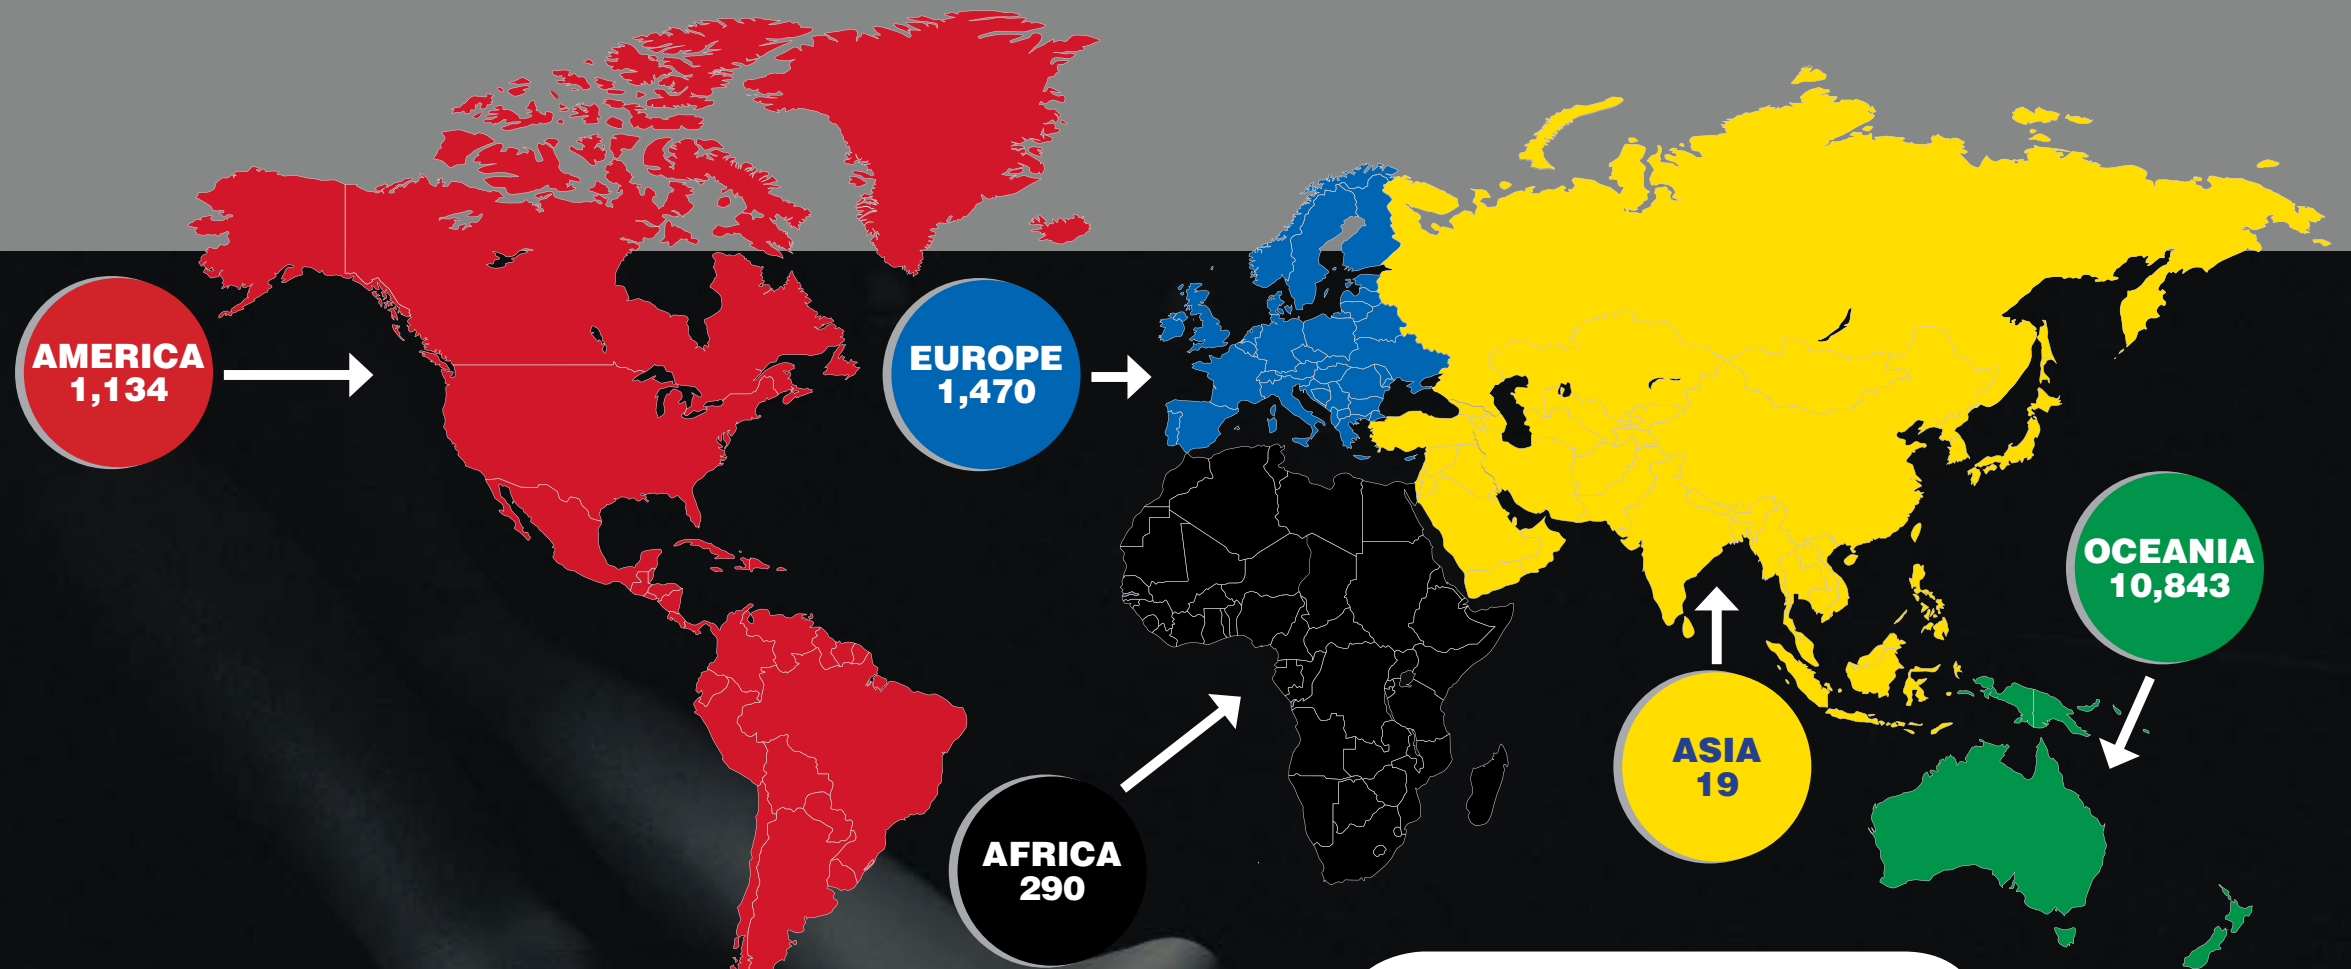 AMERICA
1,134
EUROPE
1,470
OCEANIA
10,843
ASIA
19
AFRICA
290